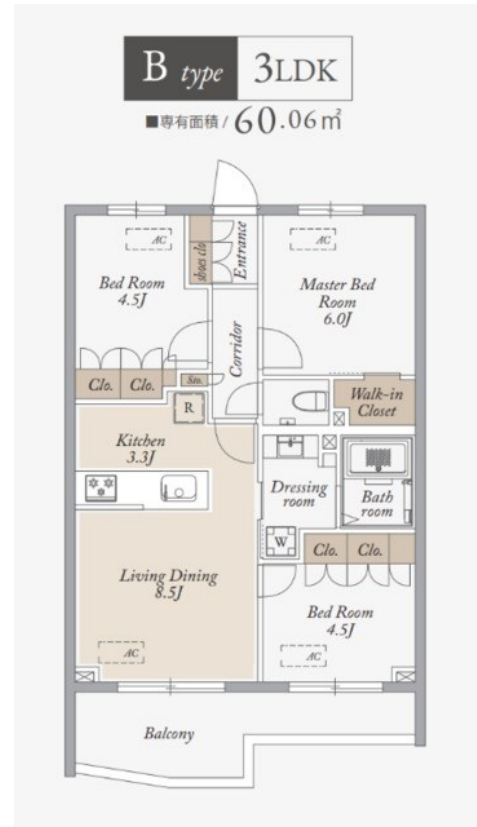 B type 3LDK
■専有面積/60.06㎡
AC
AC
shoes clo
Entrance
Bed Room
4.5J
Master Bed
Room
6.0J
Corridor
Clo. Clo.
Sto.
R
Walk-in
Closet
Kitchen
3.3J
Dressing
room
Bath
room
W
Clo. Clo.
Living Dining
8.5J
Bed Room
4.5J
AC
AC
Balcony